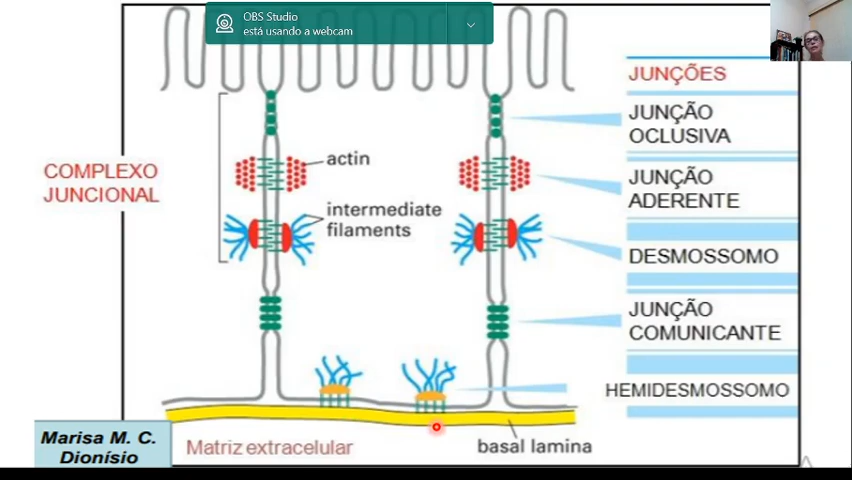 OBS Studio
está usando a webcam
JUNÇÕES
JUNÇÃO
OCLUSIVA
COMPLEXO
JUNCIONAL
actin
JUNÇÃO
ADERENTE
intermediate
filaments
DESMOSSOMO
JUNÇÃO
COMUNICANTE
HEMIDESMOSSOMO
Marisa M. C.
Dionísio
Matriz extracelular
basal lamina